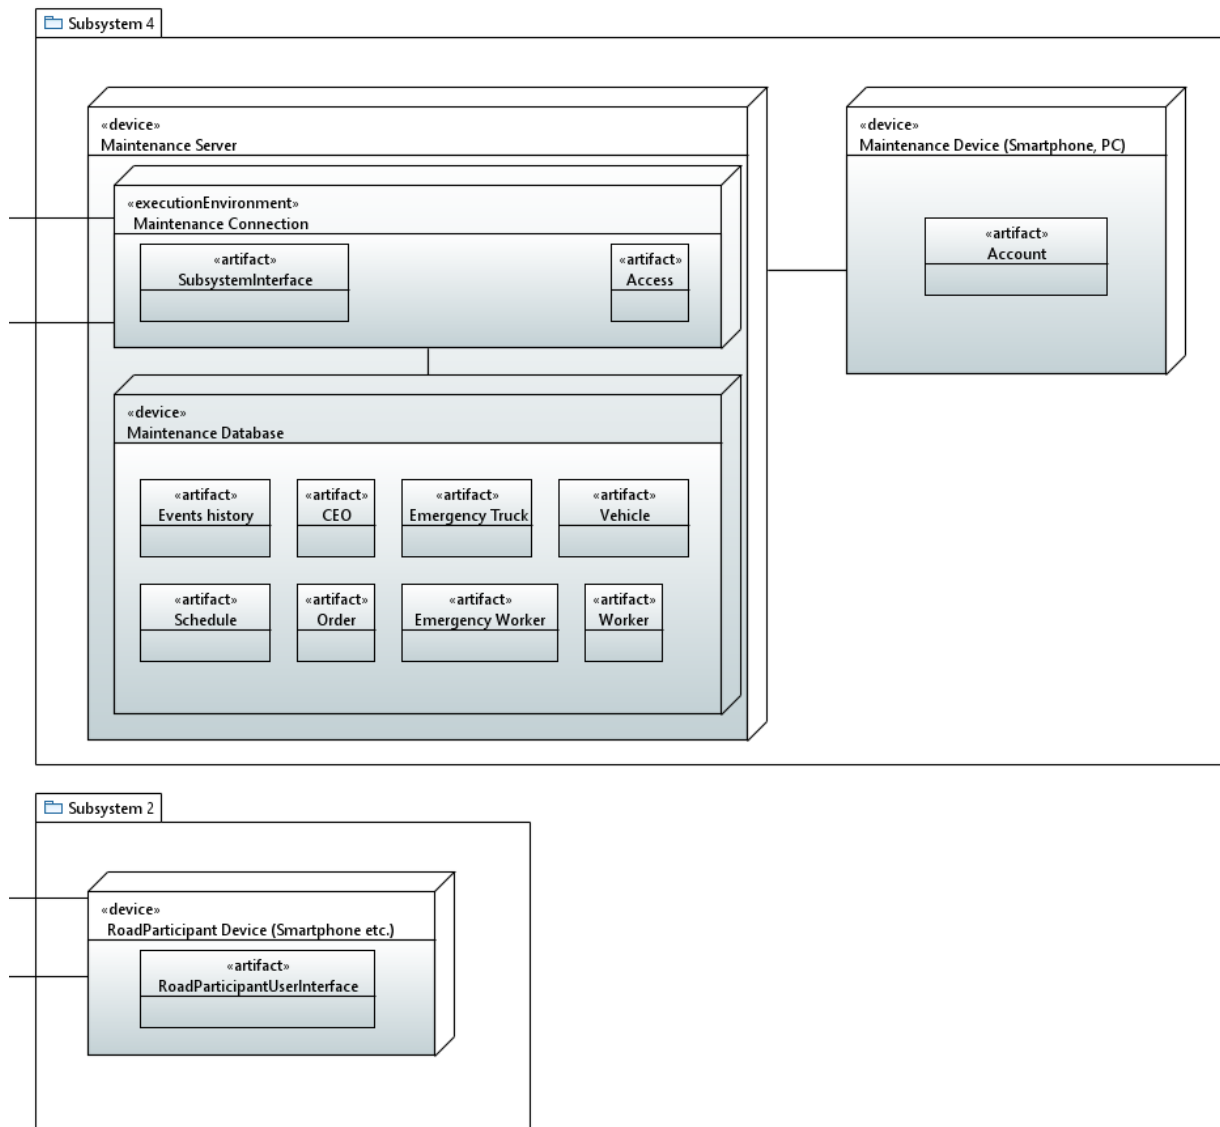 Subsystem 4
«device»
Maintenance Server
«executionEnvironment»
Maintenance Connection
«artifact»
SubsystemInterface
«artifact»
Access
«device»
Maintenance Database
«artifact»
Events history
«artifact»
CEO
«artifact»
Emergency Truck
«artifact»
Vehicle
«artifact»
Schedule
«artifact»
Order
«artifact»
Emergency Worker
«artifact»
Worker
«device»
Maintenance Device (Smartphone, PC)
«artifact»
Account
Subsystem 2
«device»
RoadParticipant Device (Smartphone etc.)
«artifact»
RoadParticipantUserInterface